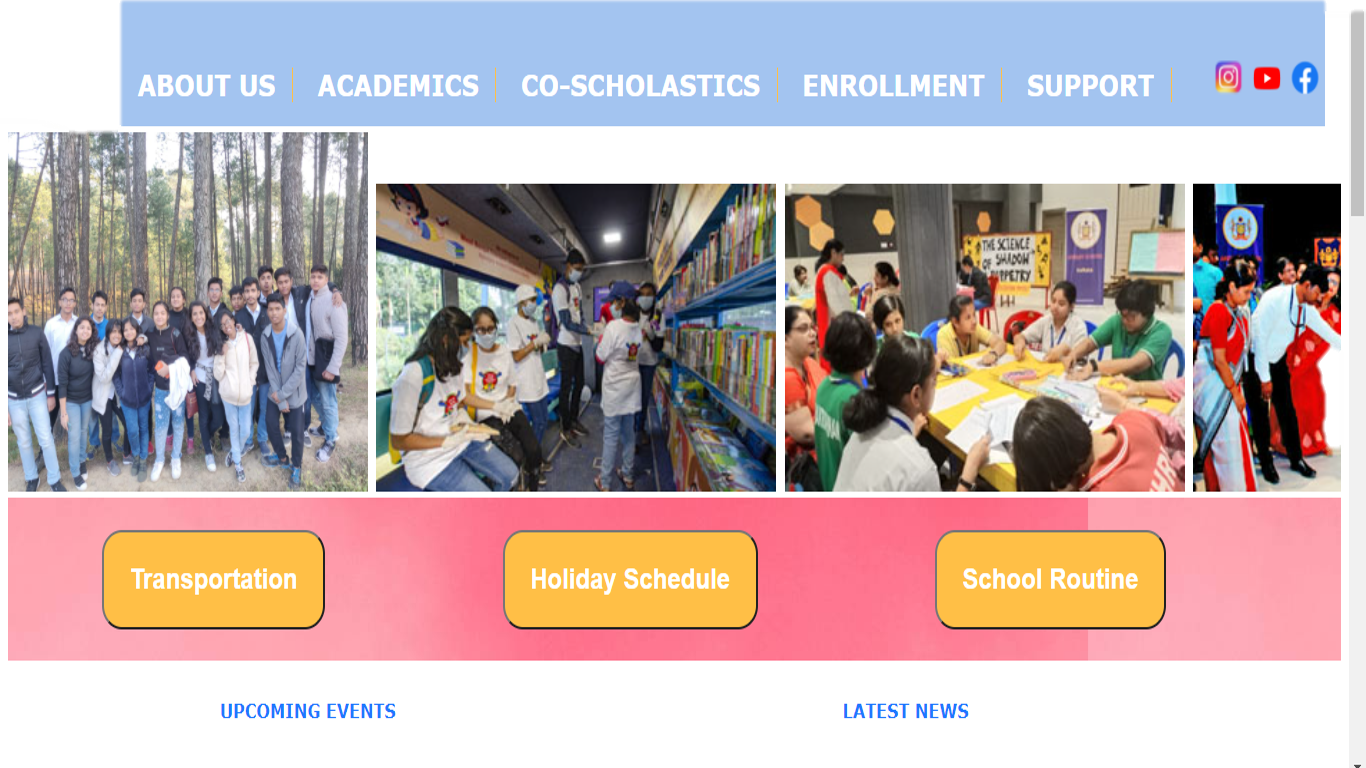 ABOUT US
ACADEMICS
CO-SCHOLASTICS
ENROLLMENT
SUPPORT
THE SCIENCE
OF SHADOW
PUPPETRY
Transportation
Holiday Schedule
School Routine
UPCOMING EVENTS
LATEST NEWS